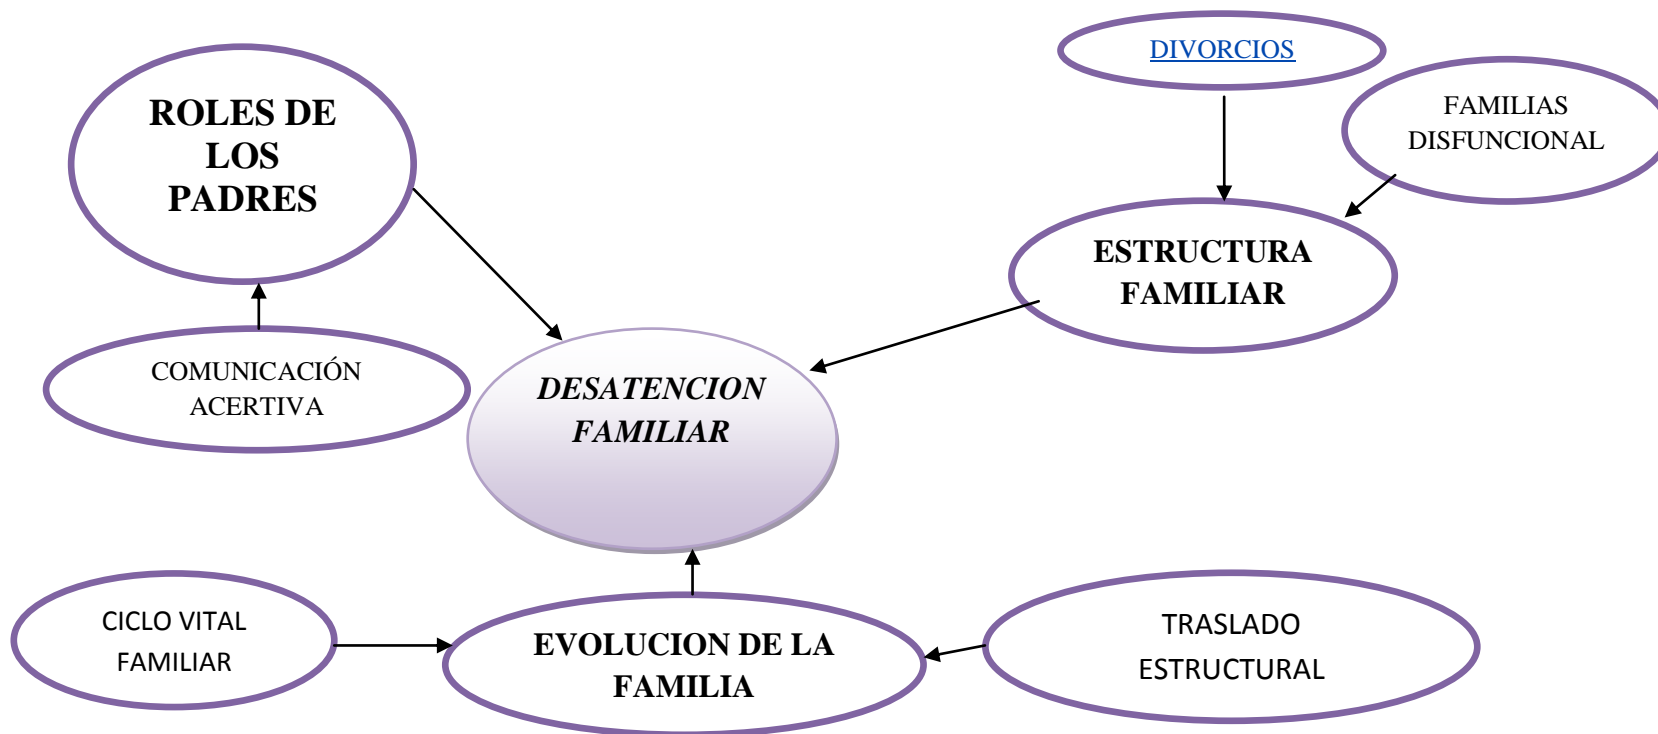 DIVORCIOS
ROLES DE
LOS
PADRES
FAMILIAS
DISFUNCIONAL
ESTRUCTURA
FAMILIAR
COMUNICACIÓN
ACERTIVA
DESATENCION
FAMILIAR
CICLO VITAL
FAMILIAR
EVOLUCION DE LA
FAMILIA
TRASLADO
ESTRUCTURAL